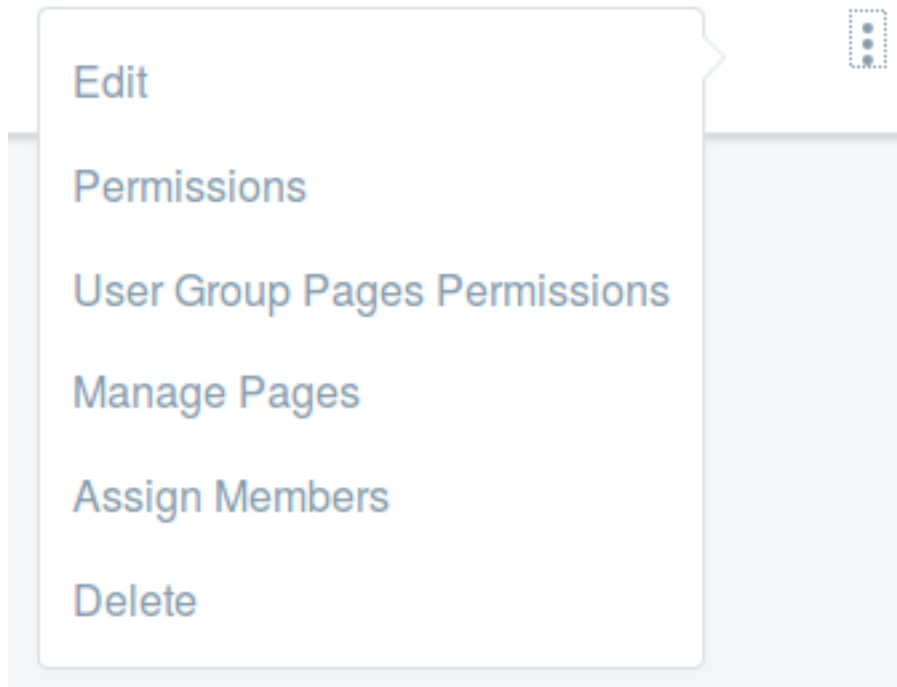 Edit
Permissions
User Group Pages Permissions
Manage Pages
Assign Members
Delete